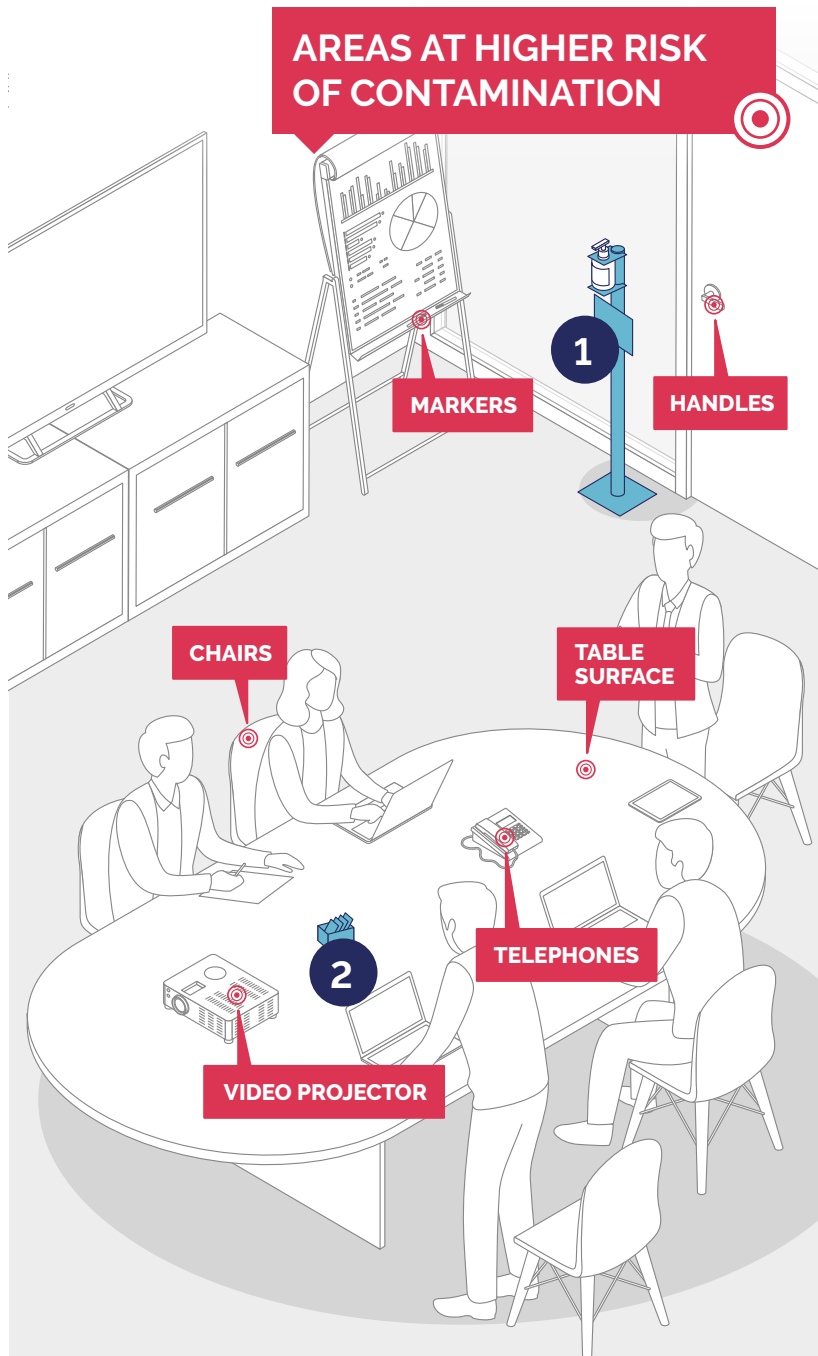 AREAS AT HIGHER RISK
OF CONTAMINATION
1
MARKERS
HANDLES
CHAIRS
TABLE
SURFACE
TELEPHONES
2
VIDEO PROJECTOR